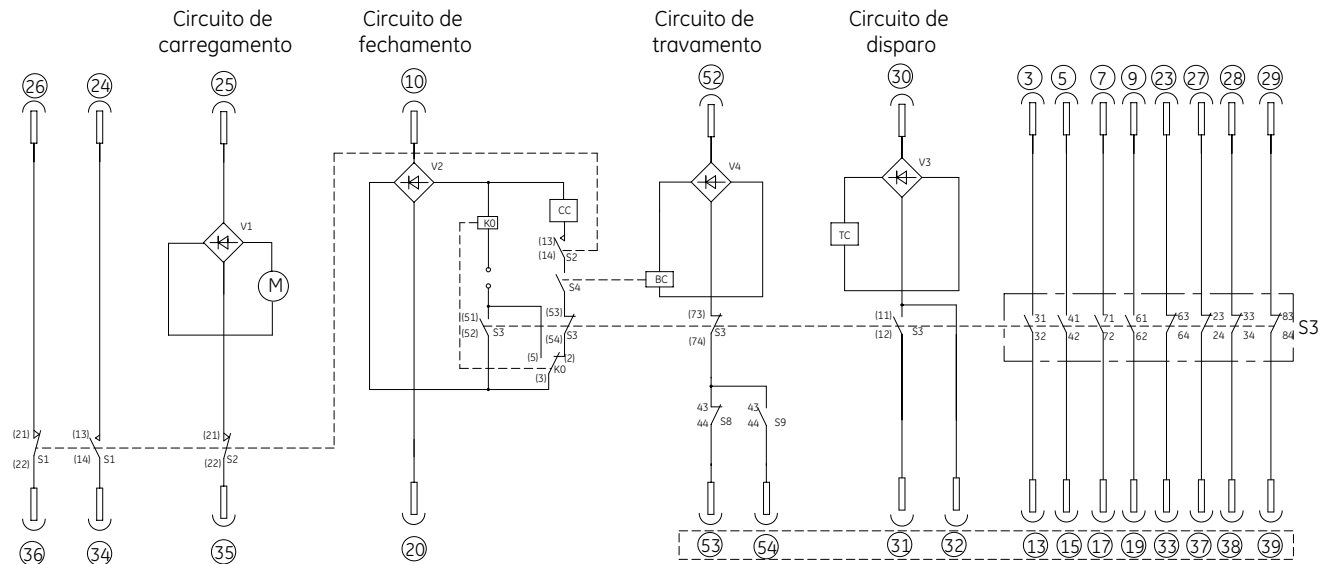 Circuito de carregamento
Circuito de fechamento
Circuito de travamento
Circuito de disparo
26
24
25
10
52
30
3
5
7
9
23
27
28
29
V2
V4
V3
V1
M
K0
CC
(13)
(14)
S2
S4
BC
TC
(51)
(52)
S3
(53)
(54)
S3
(5)
(2)
(3)
K0
(73)
(74)
S3
(11)
(12)
S3
31
32
41
42
71
72
61
62
63
64
23
24
33
34
83
84
S3
43
44
S8
43
44
S9
(21)
(22)
S1
(13)
(14)
S1
(21)
(22)
S2
36
34
35
20
53
54
31
32
13
15
17
19
33
37
38
39